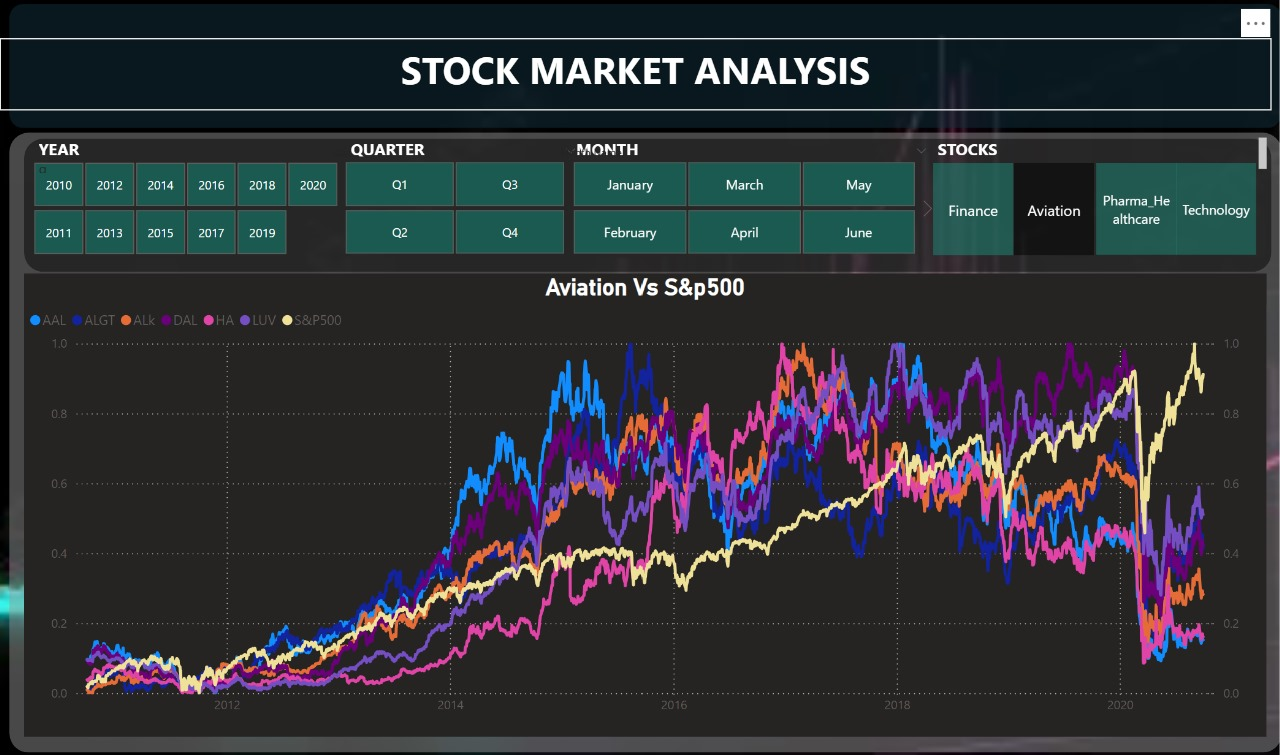 STOCK MARKET ANALYSIS
YEAR
QUARTER
MONTH
STOCKS
2010 2012 2014 2016 2018 2020
2011 2013 2015 2017 2019
Q1 Q3
Q2 Q4
January March May
February April June
Finance
Aviation
Pharma_He
althcare
Technology
Aviation Vs S&p500
AAL ALGT ALk DAL HA LUV S&P500
1.0 1.0
0.8 0.8
0.6 0.6
0.4 0.4
0.2 0.2
0.0 0.0
2012 2014 2016 2018 2020